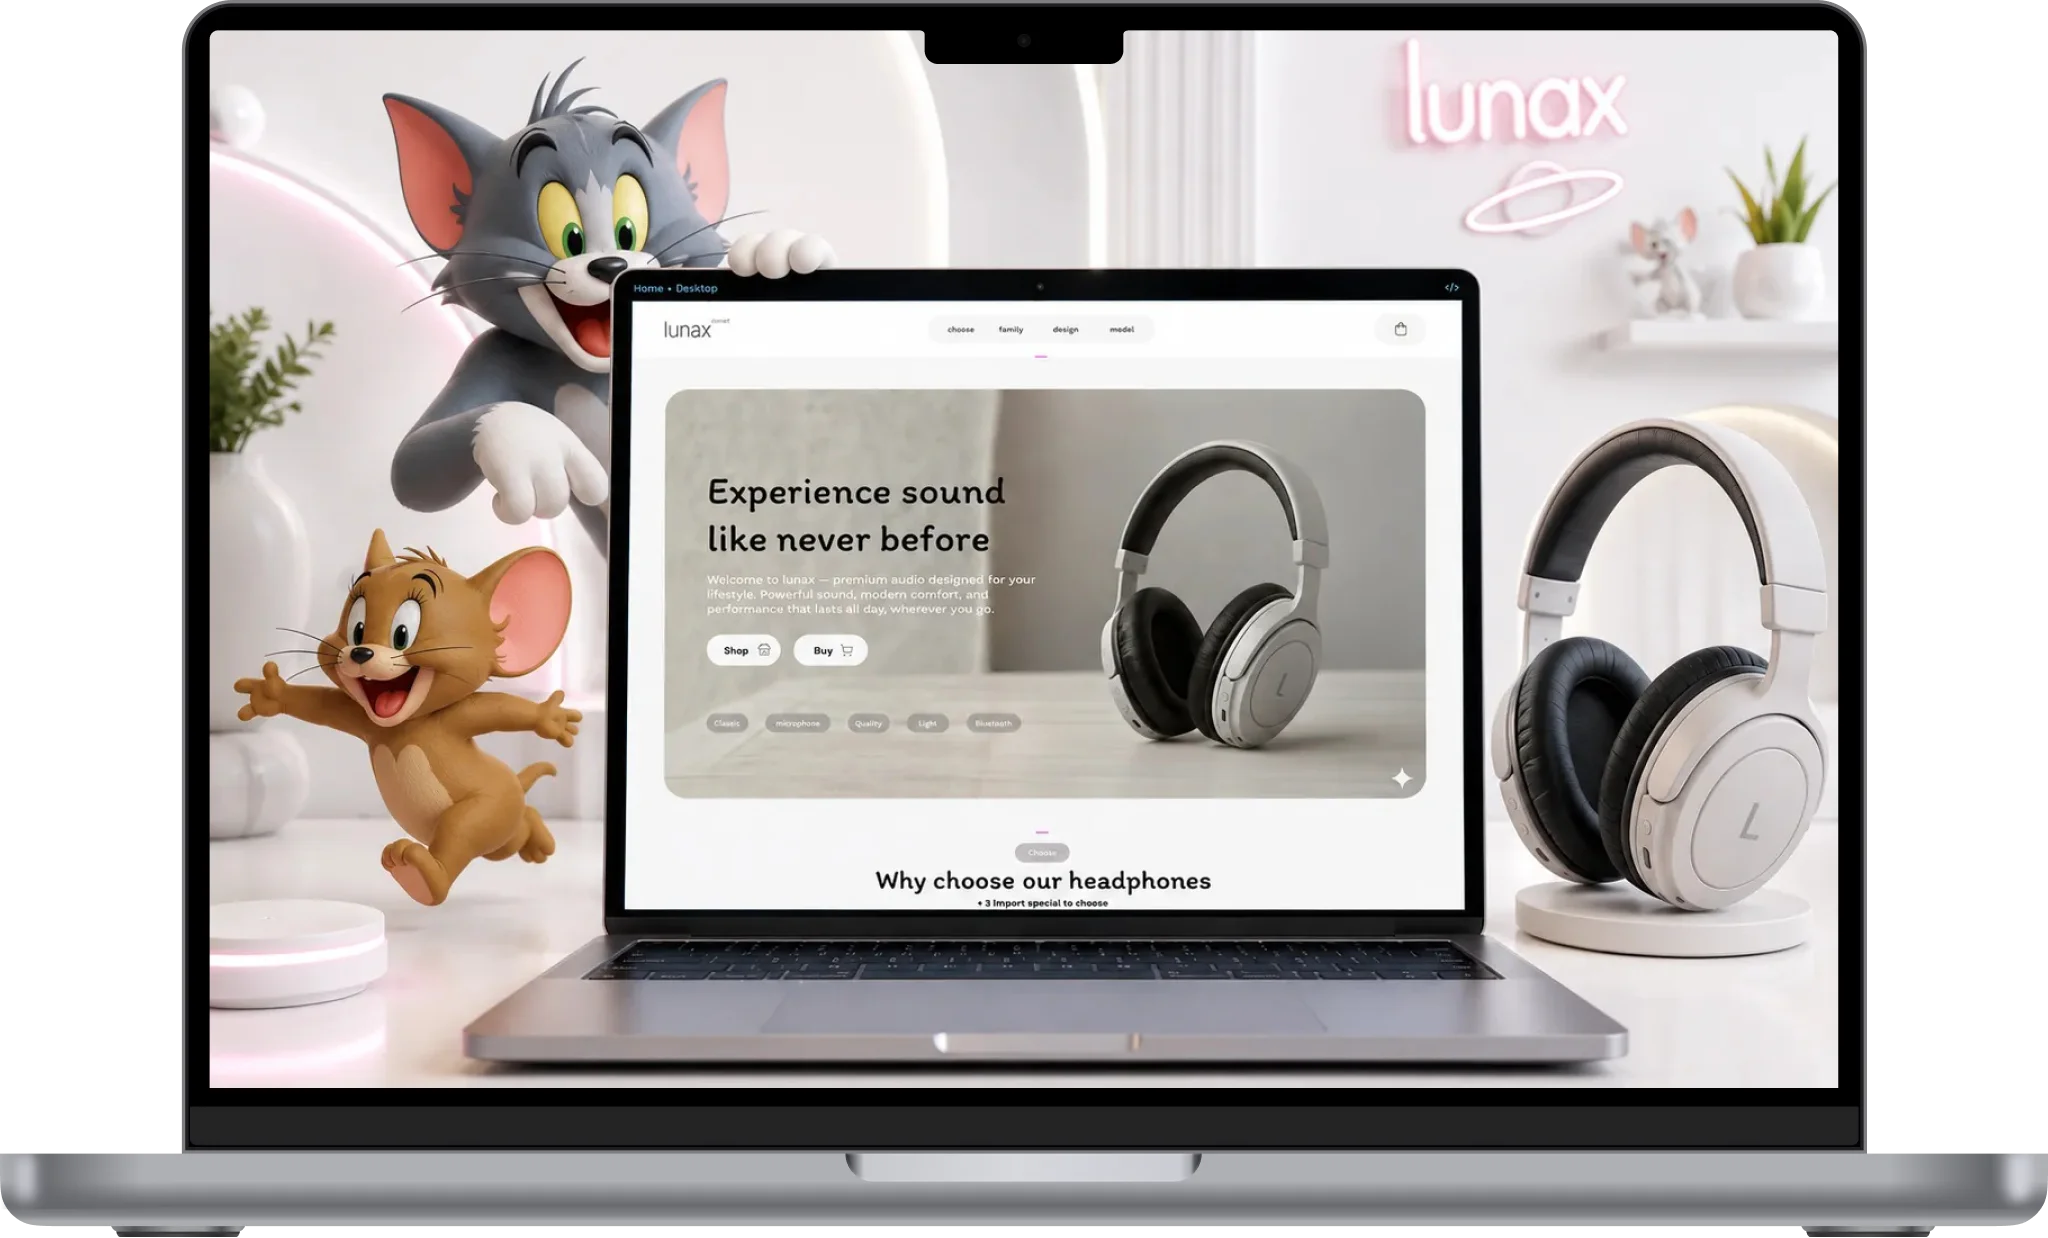 lunax
Home • Desktop
</>
lunax
choose family design model
Experience sound
like never before
Welcome to lunax — premium audio designed for your
lifestyle. Powerful sound, modern comfort, and
performance that lasts all day, wherever you go.
Shop Buy
Classic microphone Quality Light Bluetooth
L
L
Choose
Why choose our headphones
• 3 Import special to choose